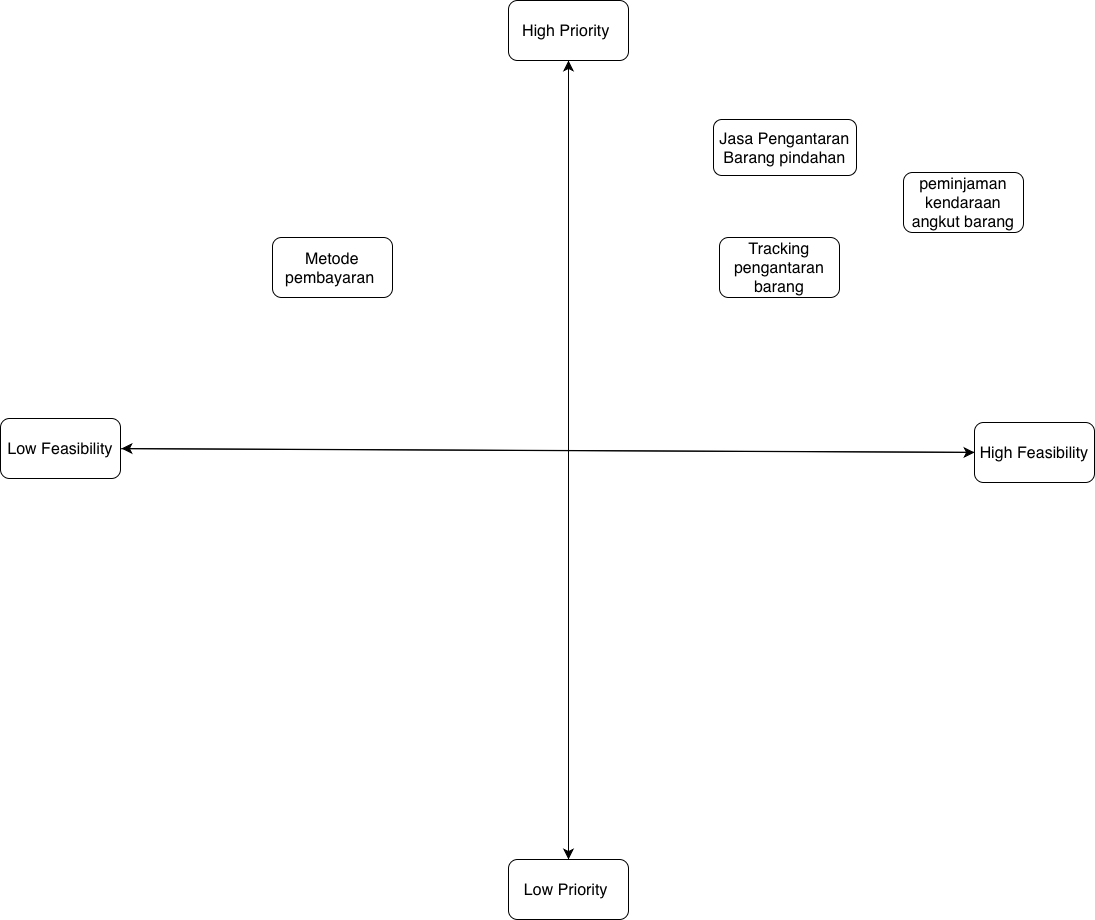 High Priority
Jasa Pengantaran
Barang pindahan
peminjaman
kendaraan
angkut barang
Metode
pembayaran
Tracking
pengantaran
barang
Low Feasibility
High Feasibility
Low Priority